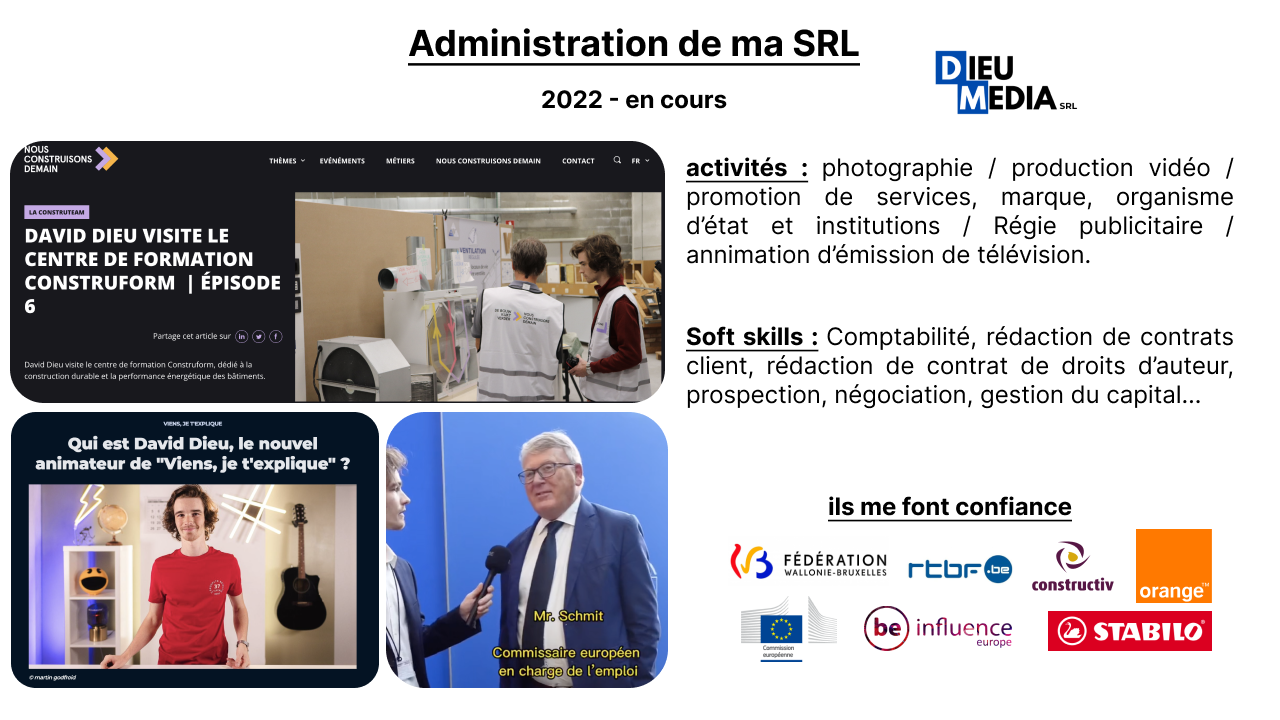 Administration de ma SRL
2022 - en cours
DIEU
MEDIA SRL
NOUS
CONSTRUISONS
DEMAIN
THÈMES EVÉNÉMENTS MÉTIERS NOUS CONSTRUISONS DEMAIN CONTACT FR
LA CONSTRUTEAM
DAVID DIEU VISITE LE
CENTRE DE FORMATION
CONSTRUFORM | ÉPISODE
6
Partage cet article sur
David Dieu visite le centre de formation Construform, dédié à la
construction durable et la performance énergétique des bâtiments.
VENTILATION
activités : photographie / production vidéo /
promotion de services, marque, organisme
d’état et institutions / Régie publicitaire /
annimation d’émission de télévision.
Soft skills : Comptabilité, rédaction de contrats
client, rédaction de contrat de droits d’auteur,
prospection, négociation, gestion du capital...
VIENS, JE T'EXPLIQUE
Qui est David Dieu, le nouvel
animateur de "Viens, je t'explique" ?
© martin godfroid
Mr. Schmit
Commissaire européen
en charge de l’emploi
ils me font confiance
FÉDÉRATION
WALLONIE-BRUXELLES
rtbf.be
constructiv
orange™
Commission
européenne
be influence
europe
STABILO®